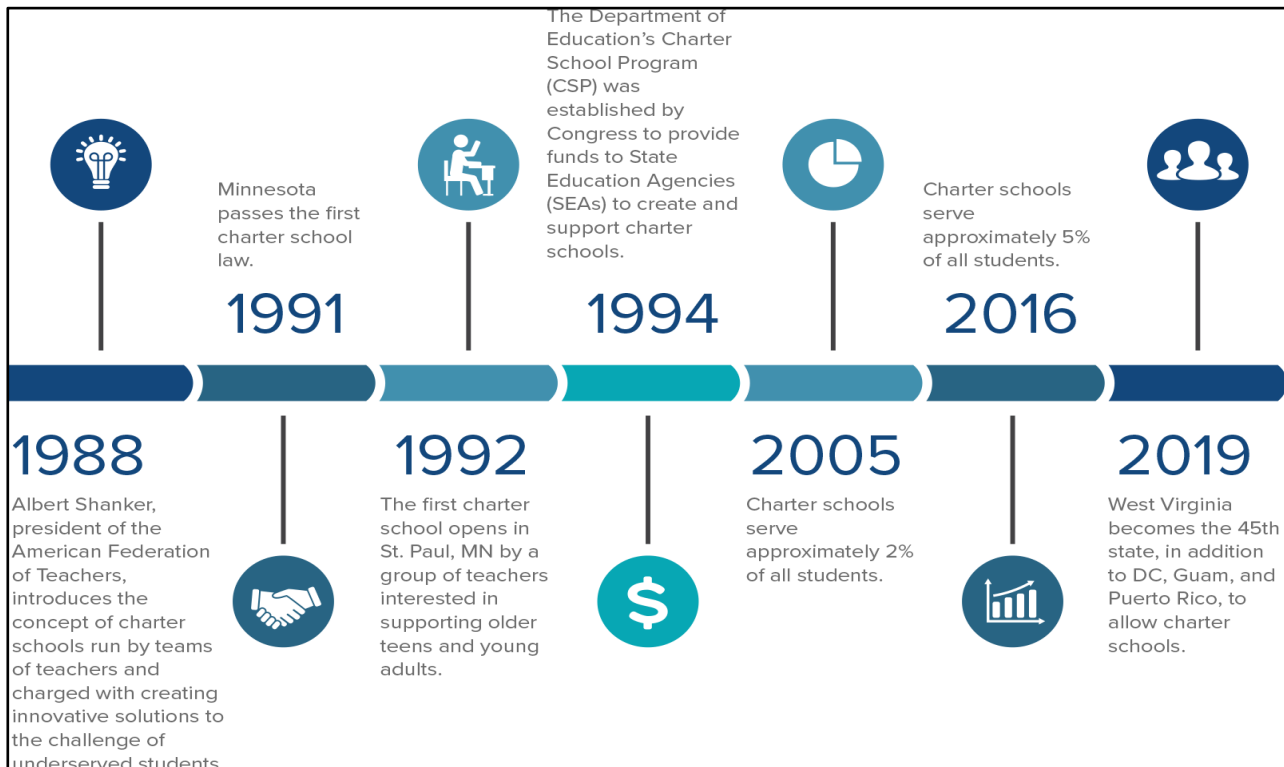 1988
Albert Shanker,
president of the
American Federation
of Teachers,
introduces the
concept of charter
schools run by teams
of teachers and
charged with creating
innovative solutions to
the challenge of
underserved students
Minnesota
passes the first
charter school
law.
1991
1992
The first charter
school opens in
St. Paul, MN by a
group of teachers
interested in
supporting older
teens and young
adults.
The Department of
Education's Charter
School Program
(CSP) was
established by
Congress to provide
funds to State
Education Agencies
(SEAs) to create and
support charter
schools.
1994
$
2005
Charter schools
serve
approximately 2%
of all students.
Charter schools
serve
approximately 5%
of all students.
2016
2019
West Virginia
becomes the 45th
state, in addition
to DC, Guam, and
Puerto Rico, to
allow charter
schools.